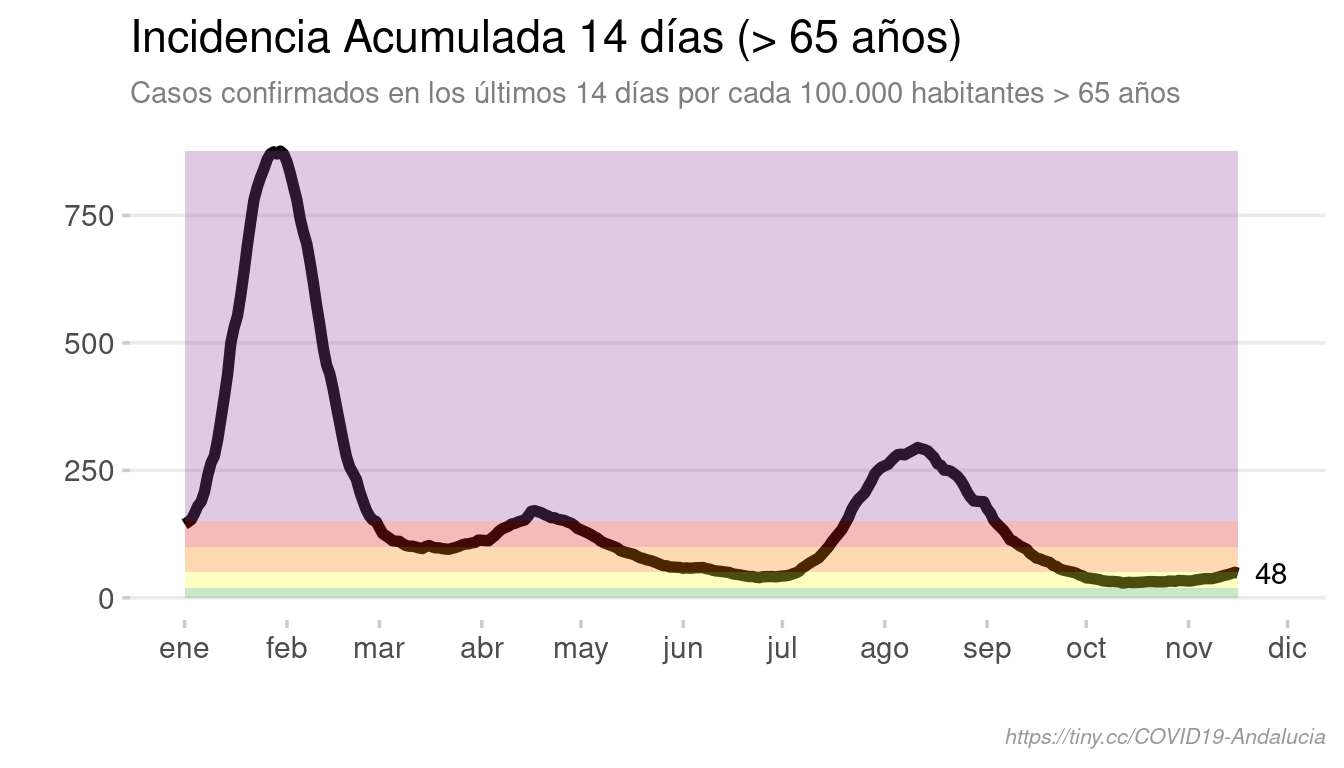 Incidencia Acumulada 14 días (> 65 años)
Casos confirmados en los últimos 14 días por cada 100.000 habitantes > 65 años
750
500
250
0
48
ene feb mar abr may jun jul ago sep oct nov dic
https://tiny.cc/COVID19-Andalucia